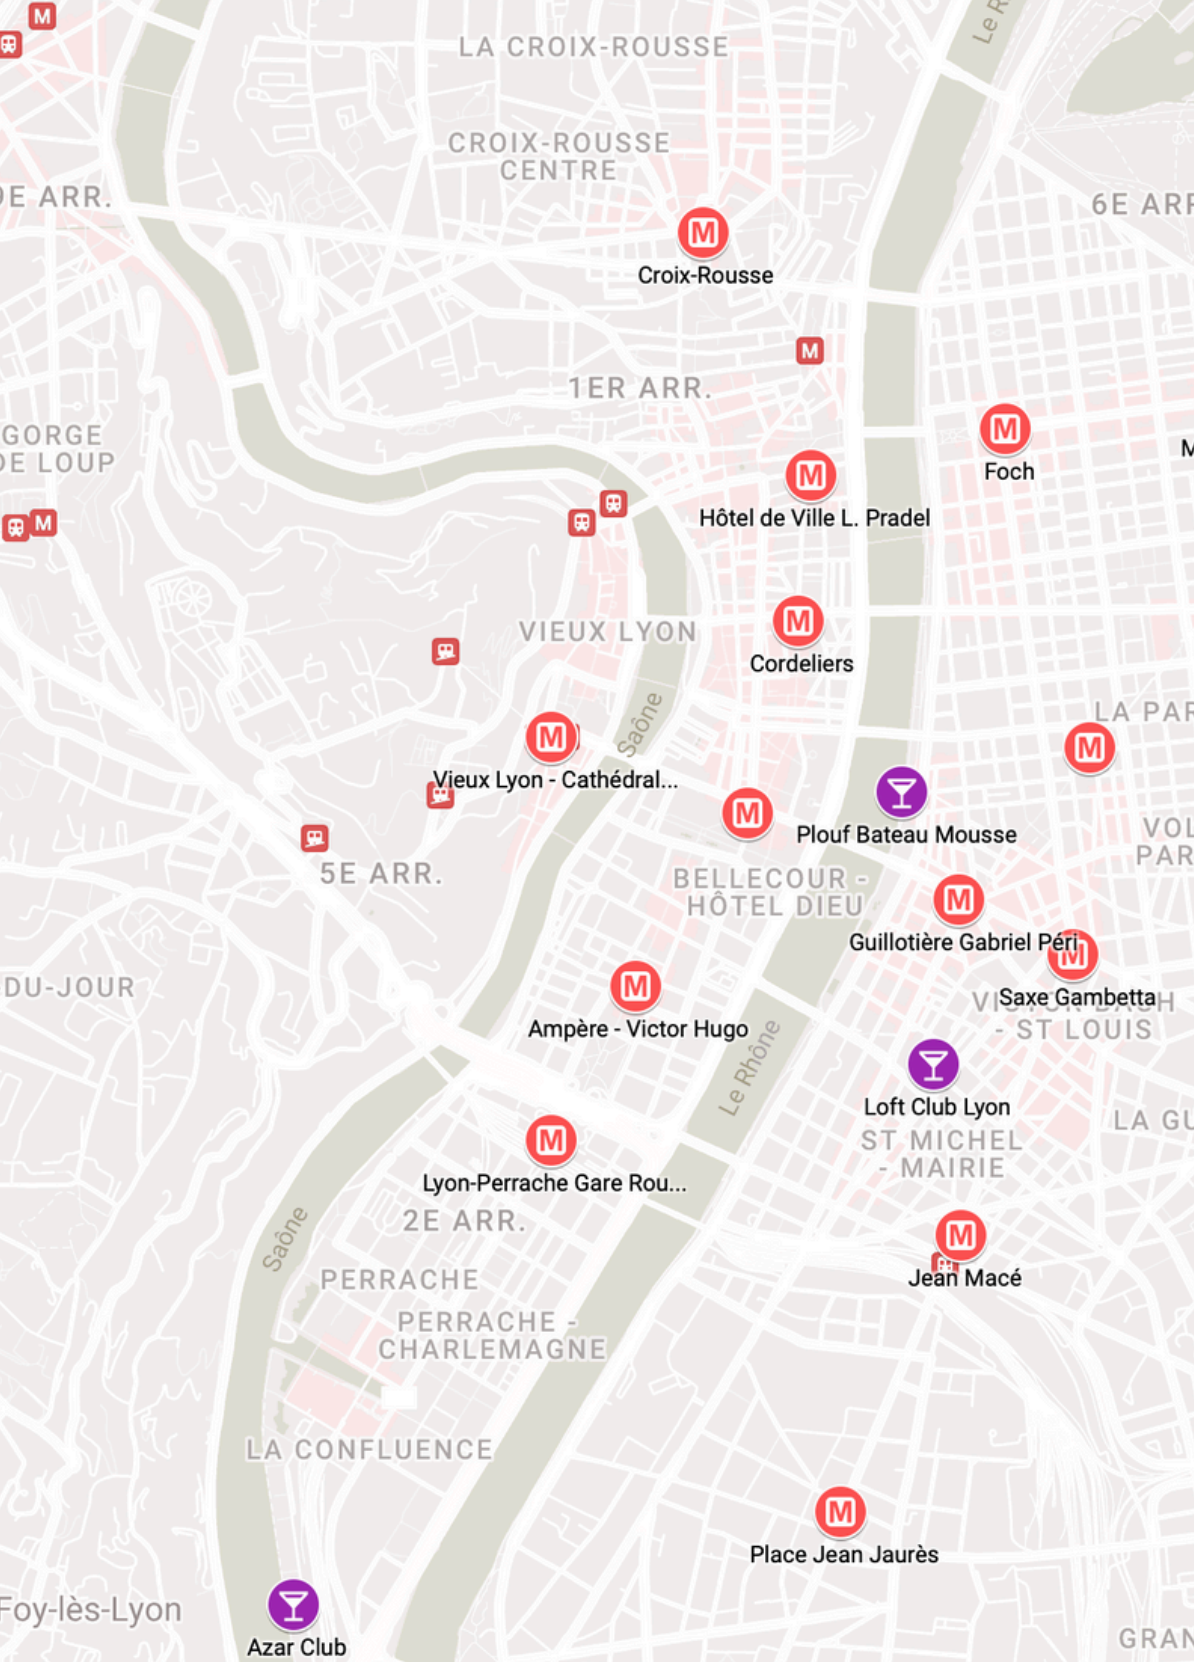 M
Le R
LA CROIX-ROUSSE
CROIX-ROUSSE
CENTRE
E ARR.
6E ARR
M
Croix-Rousse
M
1ER ARR.
GORGE
DE LOUP
M
Foch
M
M
Hôtel de Ville L. Pradel
M
VIEUX LYON
M
Cordeliers
Saône
LA PAR
M
Vieux Lyon - Cathédral...
M
M
Plouf Bateau Mousse
VOL
PAR
5E ARR.
BELLECOUR -
HÔTEL DIEU
M
Guillotière Gabriel Péri
M
Saxe Gambetta
DU-JOUR
M
Ampère - Victor Hugo
- ST LOUIS
Le Rhône
Loft Club Lyon
LA GU
ST MICHEL
- MAIRIE
M
Lyon-Perrache Gare Rou...
2E ARR.
Saône
M
Jean Macé
PERRACHE
PERRACHE -
CHARLEMAGNE
LA CONFLUENCE
M
Place Jean Jaurès
Foy-lès-Lyon
Azar Club
GRAN